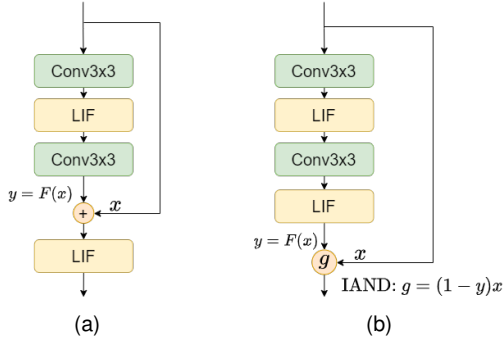 Conv3x3
LIF
Conv3x3
y = F(x)
x
+
LIF
(a)
Conv3x3
LIF
Conv3x3
LIF
y = F(x)
x
g
IAND: g = (1 − y)x
(b)